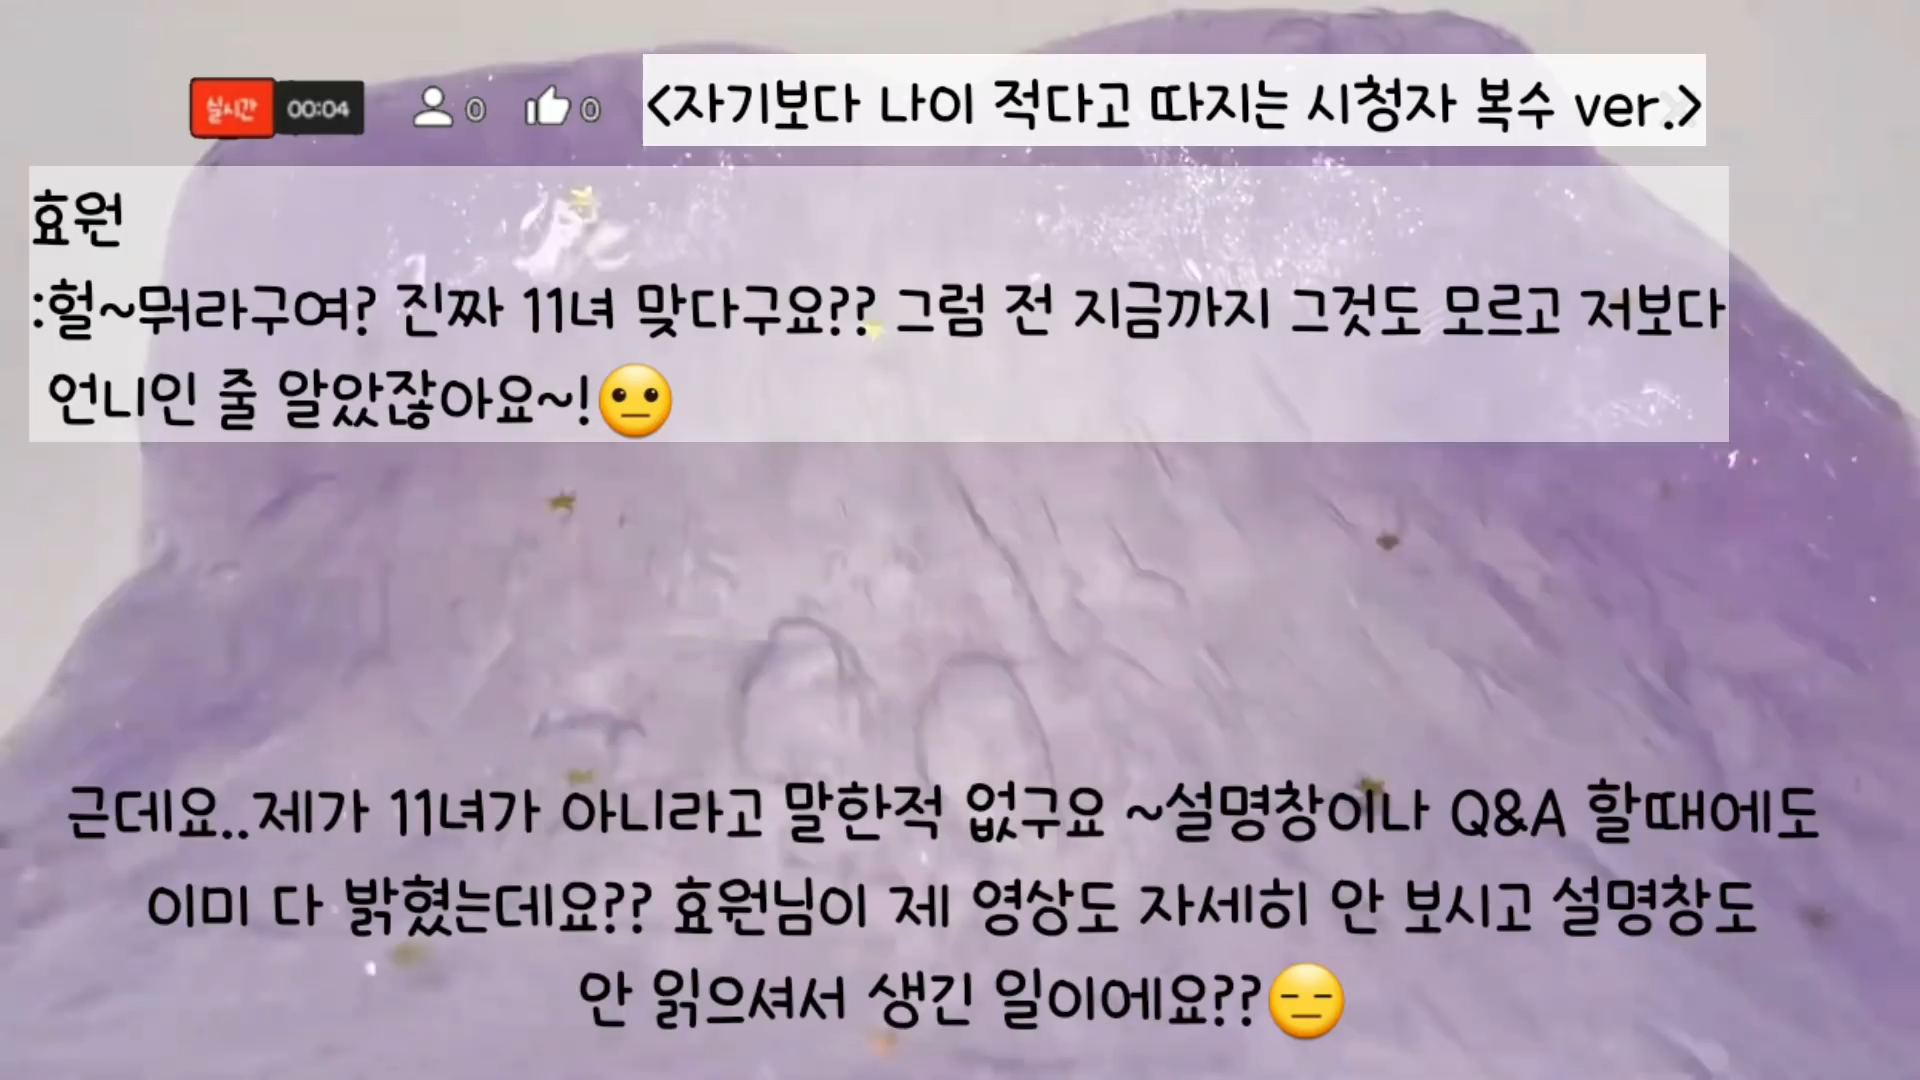 실시간 00:04 0 0 <자기보다 나이 적다고 따지는 시청자 복수 ver.>
효원
:헐~뭐라구여? 진짜 11녀 맞다구요?? 그럼 전 지금까지 그것도 모르고 저보다
언니인 줄 알았잖아요~!😐
근데요..제가 11녀가 아니라고 말한적 없구요 ~설명창이나 Q&A 할때에도
이미 다 밝혔는데요?? 효원님이 제 영상도 자세히 안 보시고 설명창도
안 읽으셔서 생긴 일이에요??😑